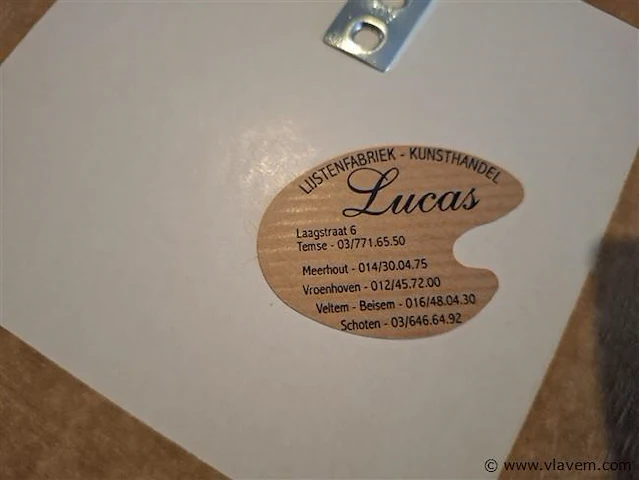 LIJSTENFABRIEK - KUNSTHANDEL
Lucas
Laagstraat 6
Temse - 03/771.65.50
Meerhout - 014/30.04.75
Vroenhoven - 012/45.72.00
Veltem - Beisem - 016/48.04.30
Schoten - 03/646.64.92
© www.vlavem.com